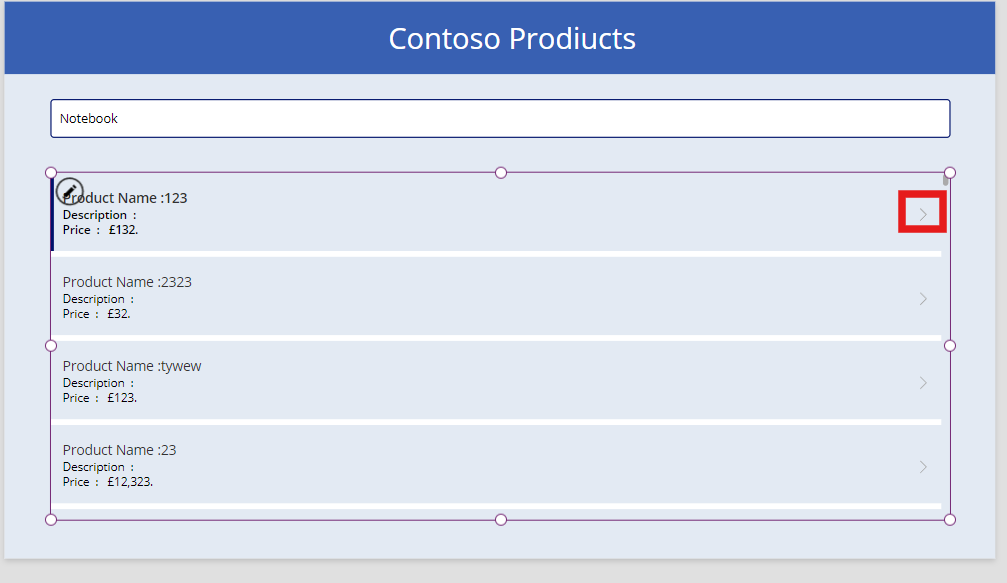 Contoso Prodiucts
Notebook
Product Name :123
Description :
Price : £132.
Product Name :2323
Description :
Price : £32.
Product Name :tywew
Description :
Price : £123.
Product Name :23
Description :
Price : £12,323.